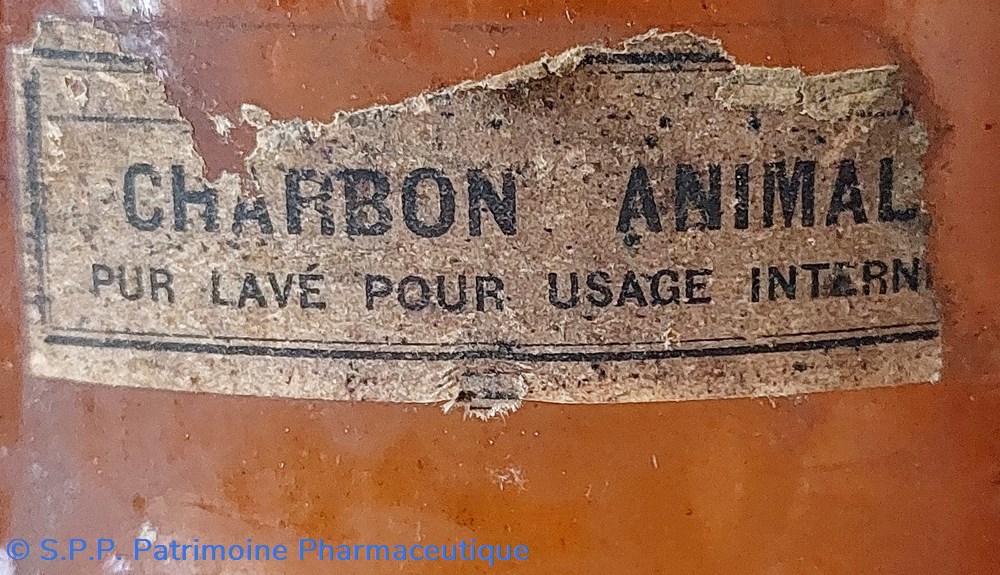 CHARBON ANIMAL
PUR LAVÉ POUR USAGE INTERN
© S.P.P. Patrimoine Pharmaceutique